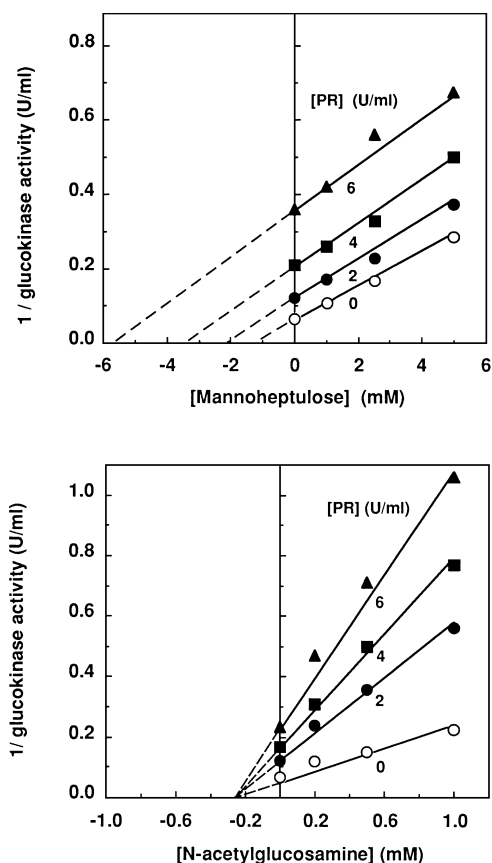 0.8
0.6
0.4
0.2
0.0
1 / glucokinase activity (U/ml)
[PR] (U/ml)
6
4
2
0
-6 -4 -2 0 2 4 6
[Mannoheptulose] (mM)
1.0
0.8
0.6
0.4
0.2
0.0
1/ glucokinase activity (U/ml)
[PR] (U/ml)
6
4
2
0
-1.0 -0.6 -0.2 0.2 0.6 1.0
[N-acetylglucosamine] (mM)